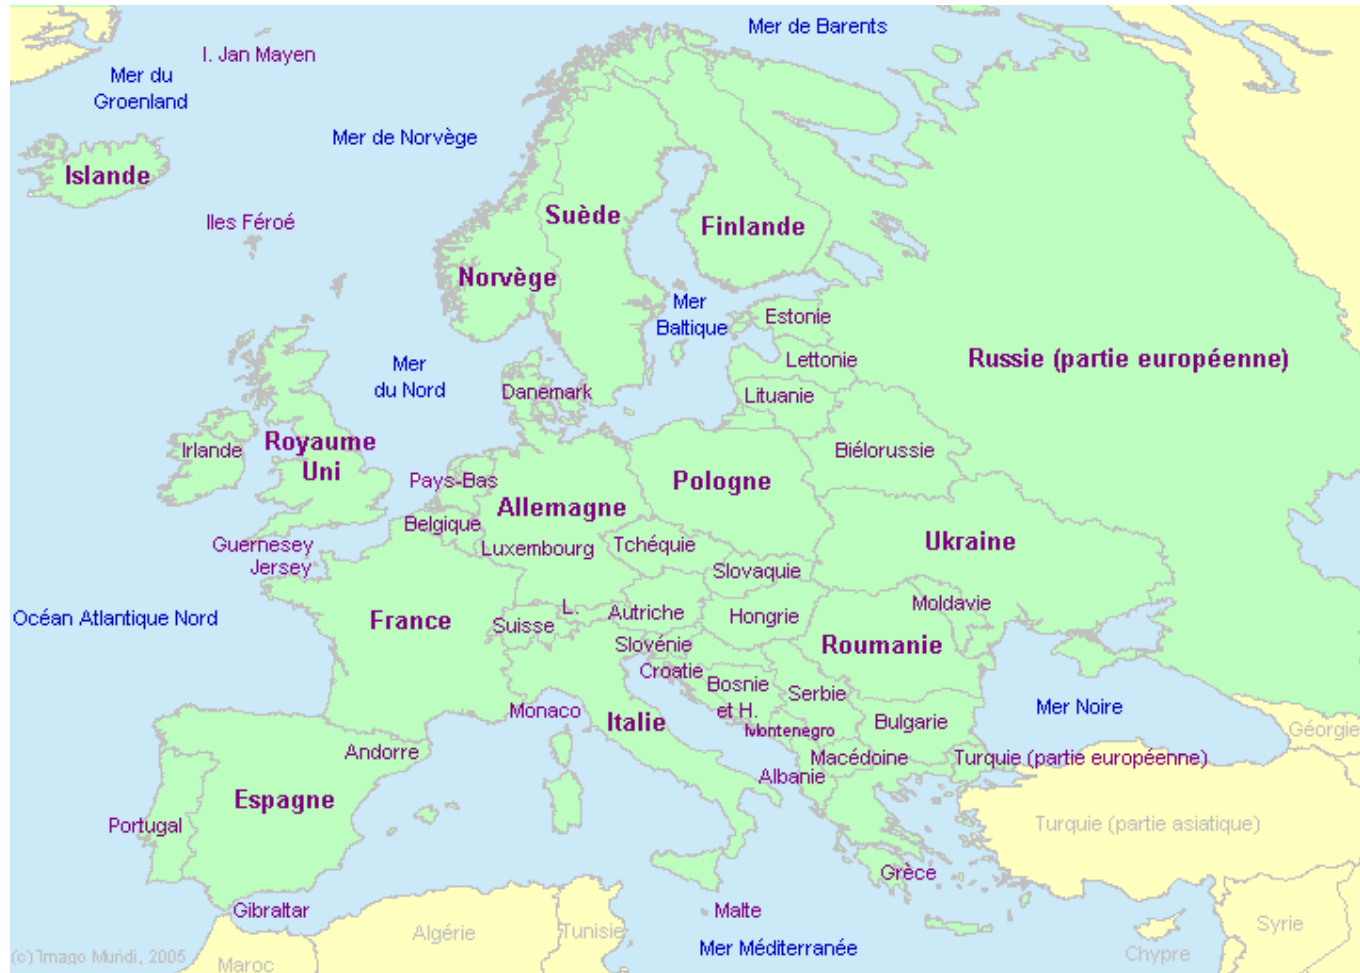 Mer de Barents
I. Jan Mayen
Mer du
Groenland
Mer de Norvège
Islande
Suède
Iles Féroé
Finlande
Norvège
Mer
Baltique
Estonie
Russie (partie européenne)
Lettonie
Mer
du Nord
Danemark
Lituanie
Royaume
Uni
Irlande
Biélorussie
Pays-Bas
Pologne
Allemagne
Belgique
Ukraine
Guernesey
Jersey
Luxembourg
Tchéquie
Slovaquie
Océan Atlantique Nord
France
L.
Suisse
Autriche
Hongrie
Moldavie
Slovénie
Roumanie
Croatie
Bosnie
et H.
Serbie
Monaco
Italie
Mer Noire
Bulgarie
Montenegro
Géorgie
Andorre
Macédoine
Turquie (partie européenne)
Albanie
Espagne
Portugal
Turquie (partie asiatique)
Grèce
Gibraltar
Malte
Algérie
Tunisie
Syrie
Mer Méditerranée
Chypre
(c) Imago Mundi, 2005
Maroc